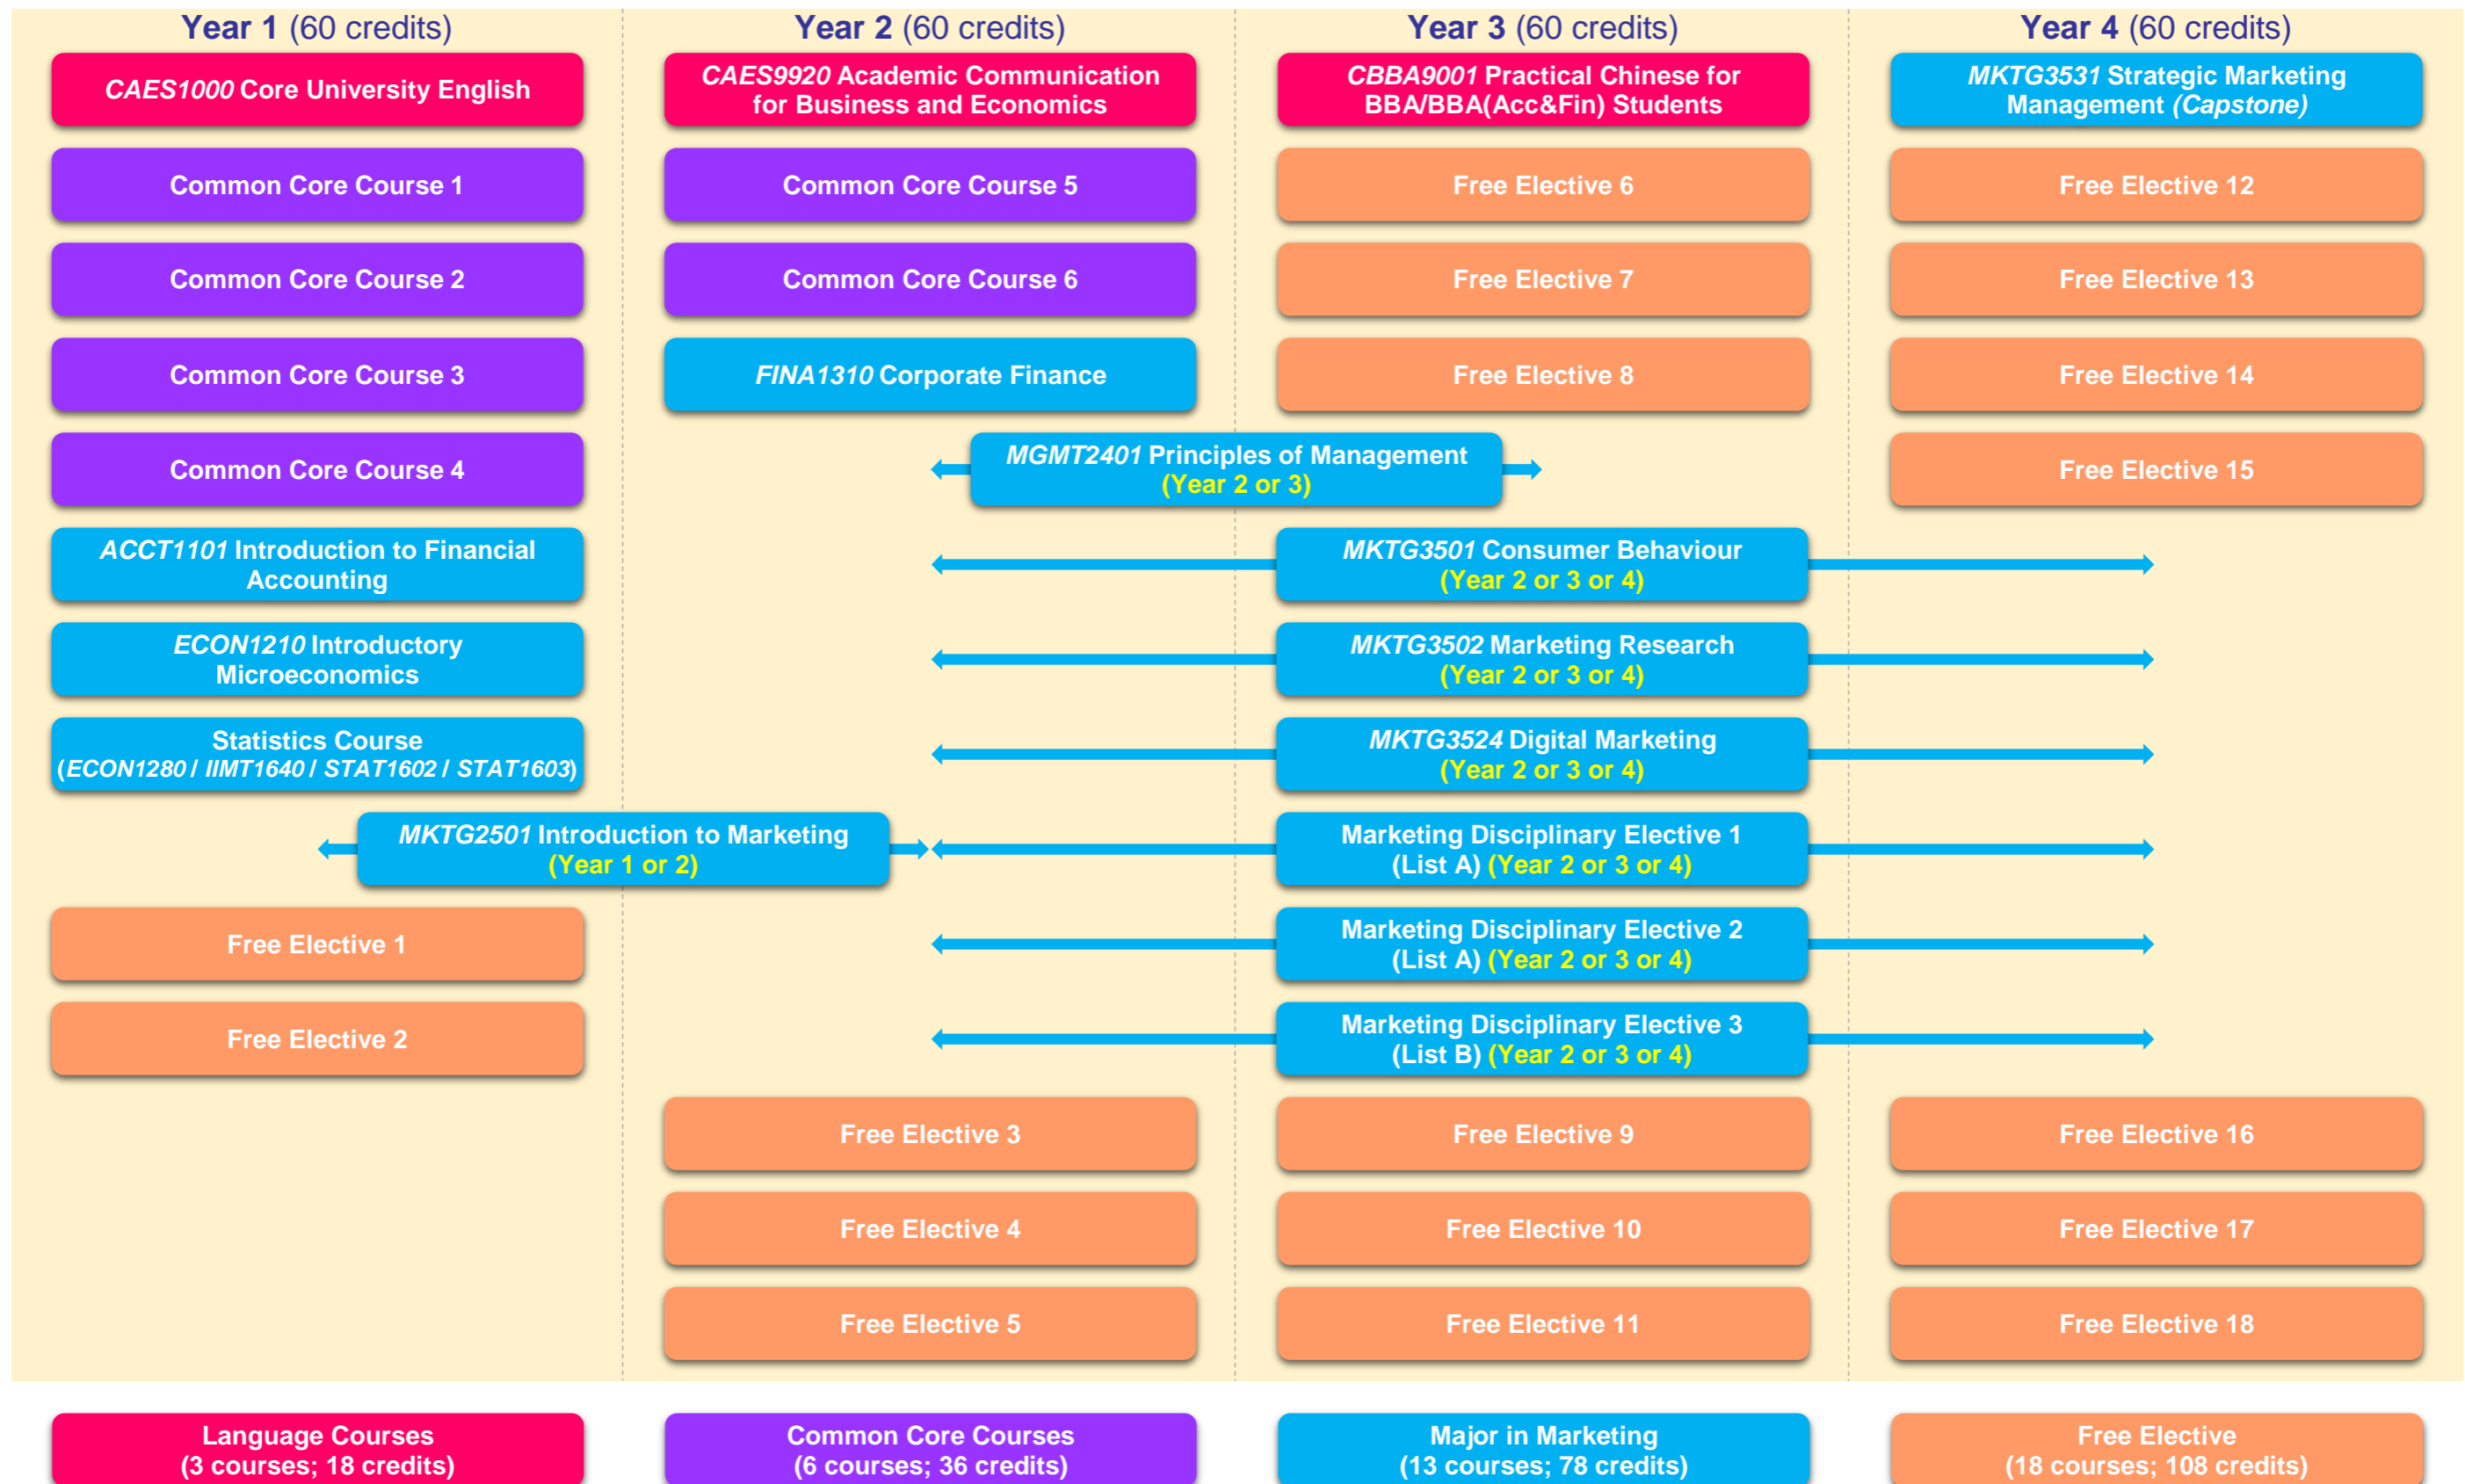 Year 1 (60 credits)
CAES1000 Core University English
Common Core Course 1
Common Core Course 2
Common Core Course 3
Common Core Course 4
ACCT1101 Introduction to Financial
Accounting
ECON1210 Introductory
Microeconomics
Statistics Course
(ECON1280 / IIMT1640 / STAT1602 / STAT1603)
MKTG2501 Introduction to Marketing
(Year 1 or 2)
Free Elective 1
Free Elective 2
Year 2 (60 credits)
CAES9920 Academic Communication
for Business and Economics
Common Core Course 5
Common Core Course 6
FINA1310 Corporate Finance
MGMT2401 Principles of Management
(Year 2 or 3)
Free Elective 3
Free Elective 4
Free Elective 5
Year 3 (60 credits)
CBBA9001 Practical Chinese for
BBA/BBA(Acc&Fin) Students
Free Elective 6
Free Elective 7
Free Elective 8
MKTG3501 Consumer Behaviour
(Year 2 or 3 or 4)
MKTG3502 Marketing Research
(Year 2 or 3 or 4)
MKTG3524 Digital Marketing
(Year 2 or 3 or 4)
Marketing Disciplinary Elective 1
(List A) (Year 2 or 3 or 4)
Marketing Disciplinary Elective 2
(List A) (Year 2 or 3 or 4)
Marketing Disciplinary Elective 3
(List B) (Year 2 or 3 or 4)
Free Elective 9
Free Elective 10
Free Elective 11
Year 4 (60 credits)
MKTG3531 Strategic Marketing
Management (Capstone)
Free Elective 12
Free Elective 13
Free Elective 14
Free Elective 15
Free Elective 16
Free Elective 17
Free Elective 18
Language Courses
(3 courses; 18 credits)
Common Core Courses
(6 courses; 36 credits)
Major in Marketing
(13 courses; 78 credits)
Free Elective
(18 courses; 108 credits)